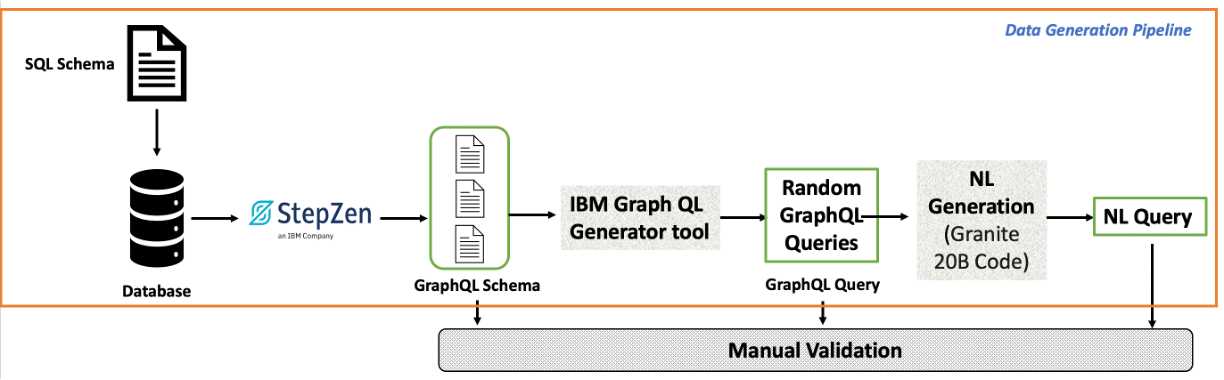 Data Generation Pipeline
SQL Schema
Database
StepZen
an IBM Company
GraphQL Schema
IBM Graph QL
Generator tool
Random
GraphQL
Queries
GraphQL Query
NL
Generation
(Granite
20B Code)
NL Query
Manual Validation